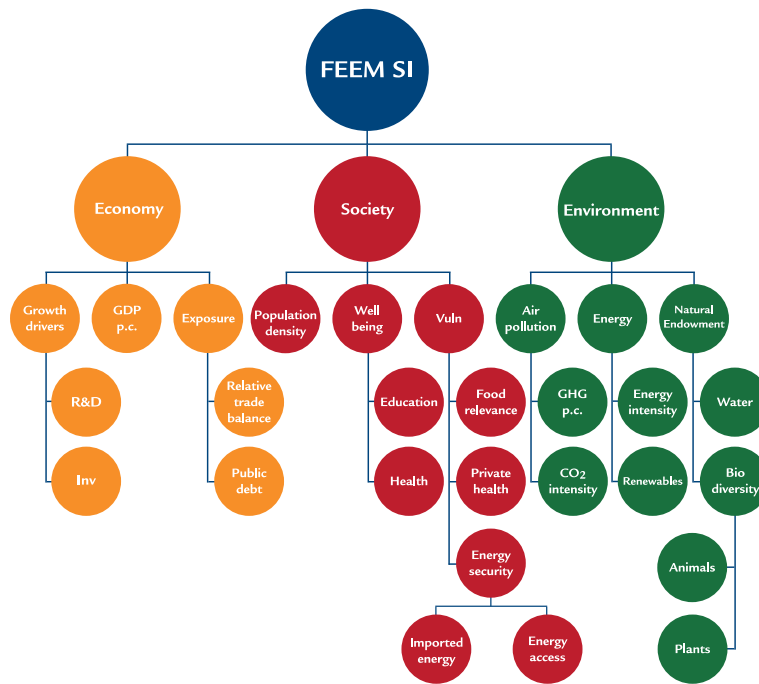 FEEM SI
Economy
Society
Environment
Growth
drivers
GDP
p.c.
Exposure
Population
density
Well
being
Vuln
Air
pollution
Energy
Natural
Endowment
R&D
Relative
trade
balance
Education
Food
relevance
GHG
p.c.
Energy
intensity
Water
Inv
Public
debt
Health
Private
health
CO2
intensity
Renewables
Bio
diversity
Energy
security
Animals
Imported
energy
Energy
access
Plants